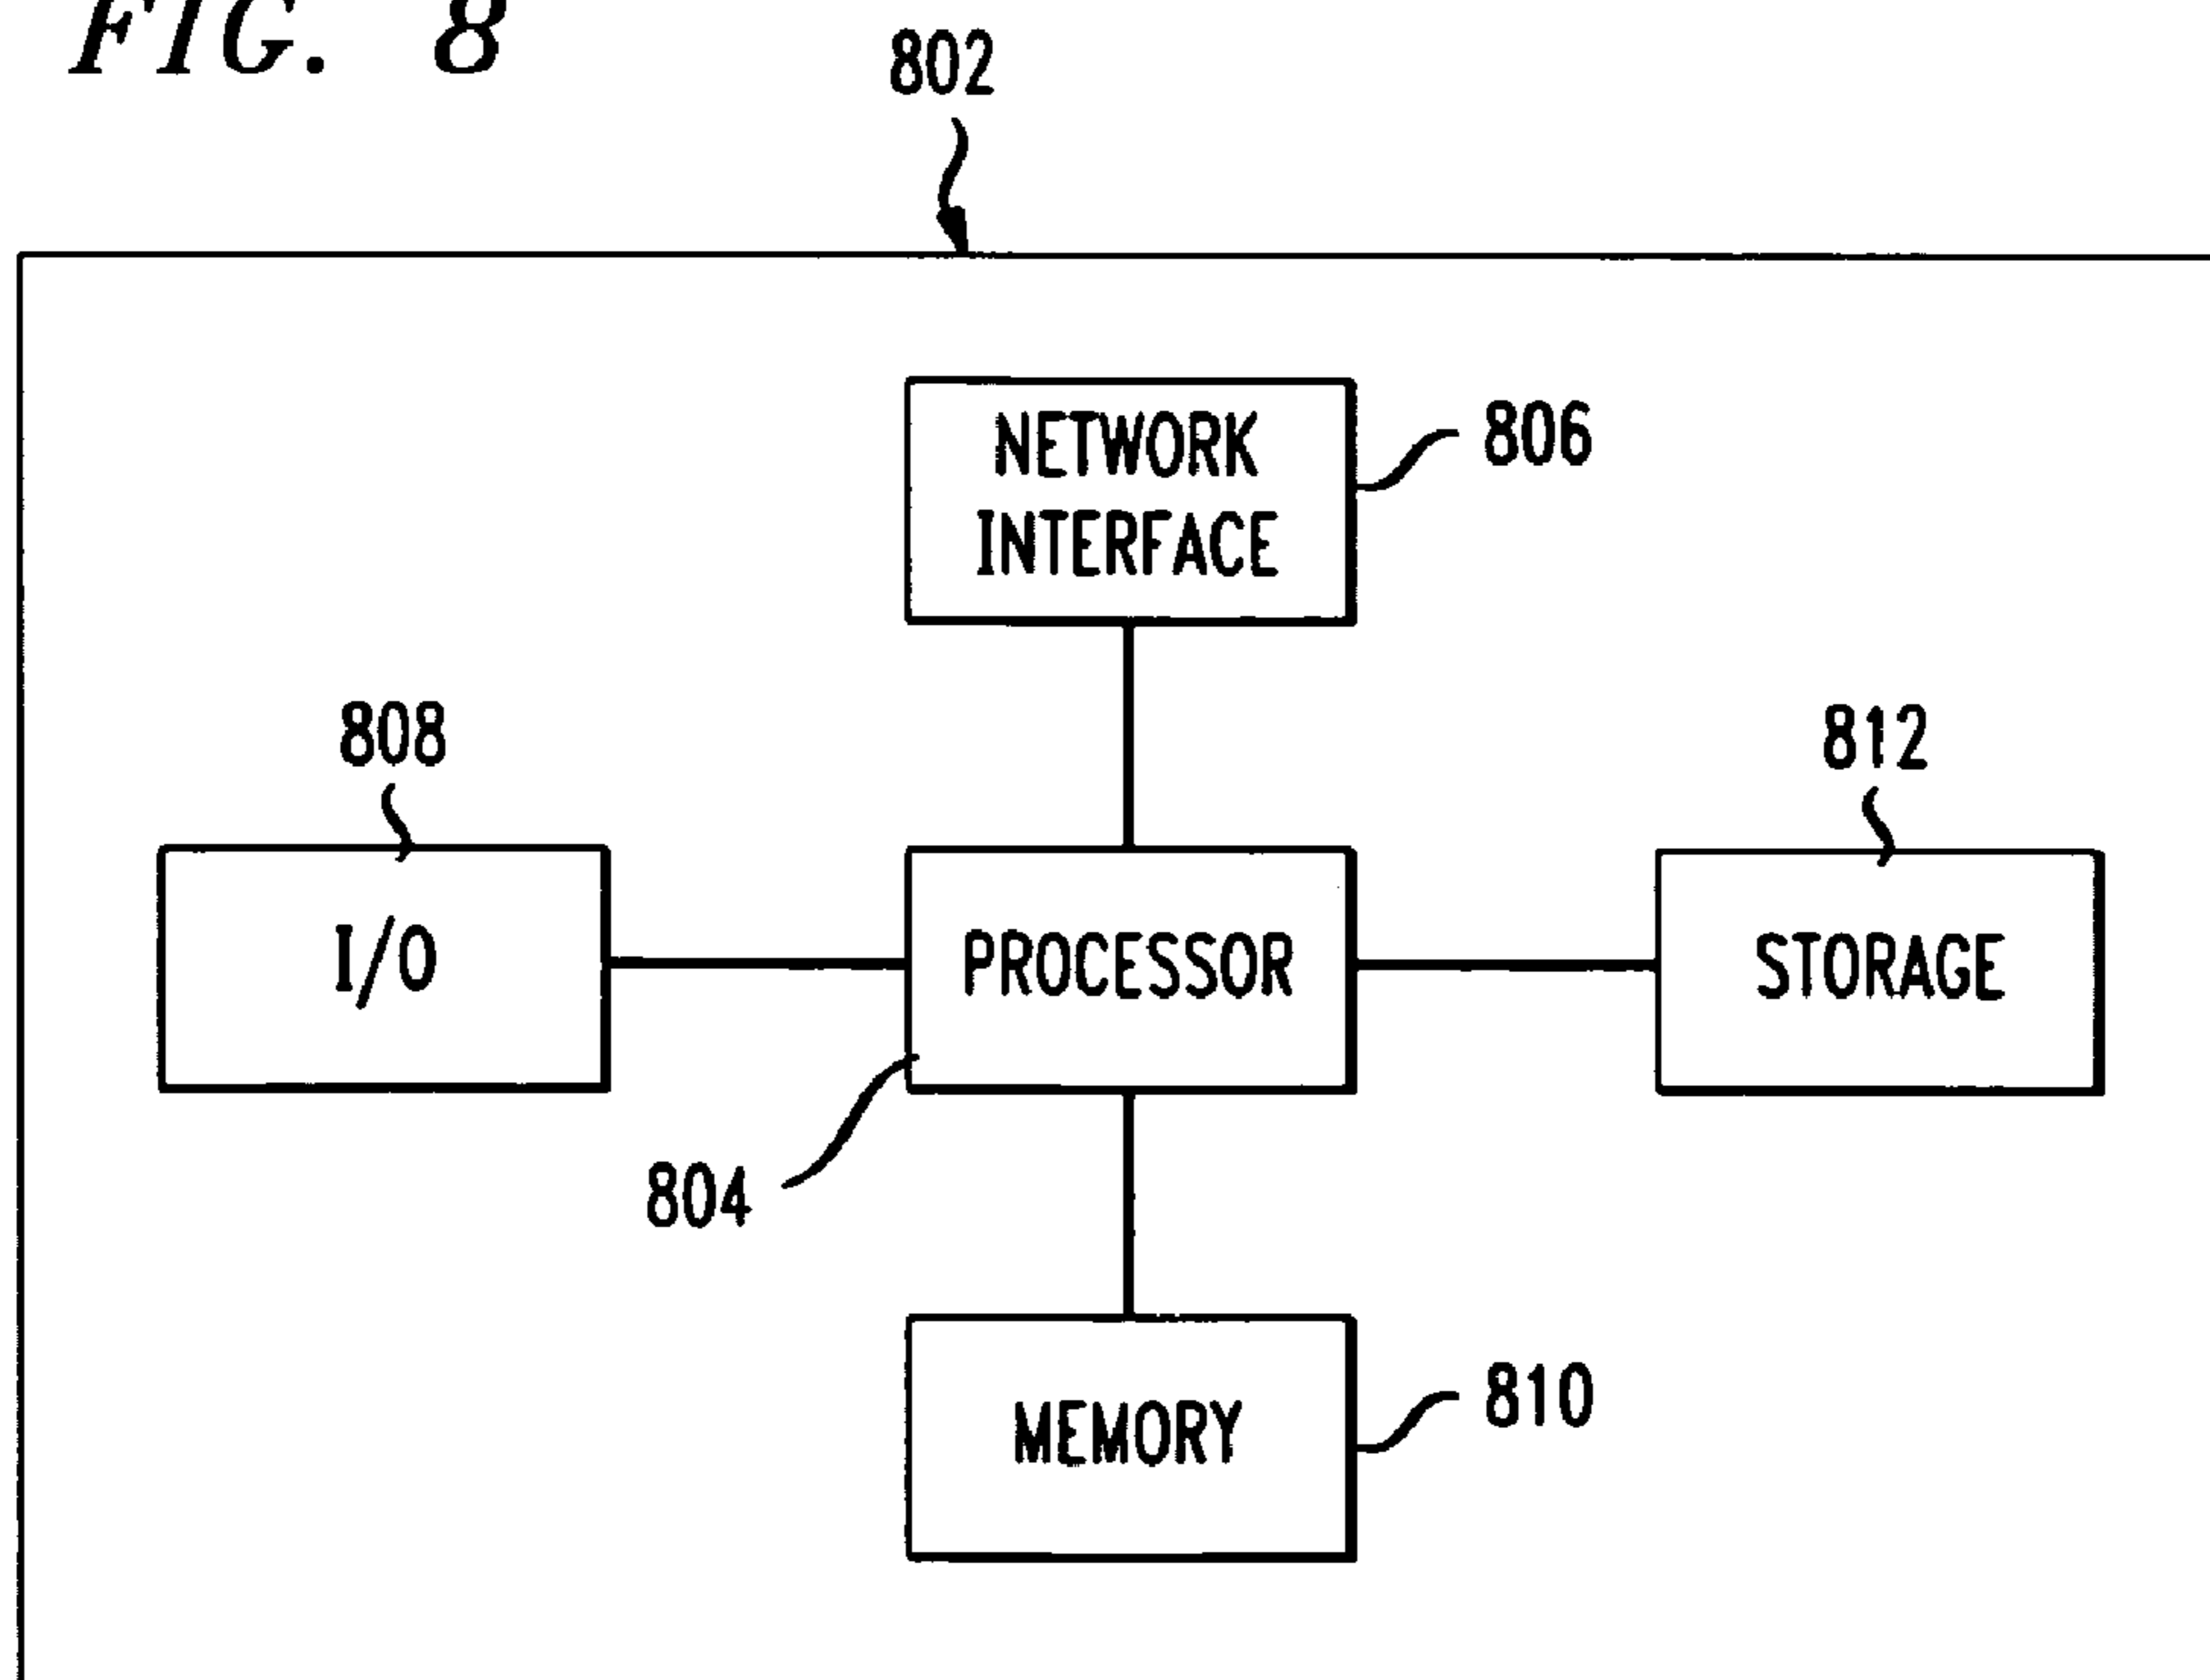 FIG. 8
802
NETWORK
INTERFACE
806
808
812
I/O
PROCESSOR
STORAGE
804
MEMORY
810